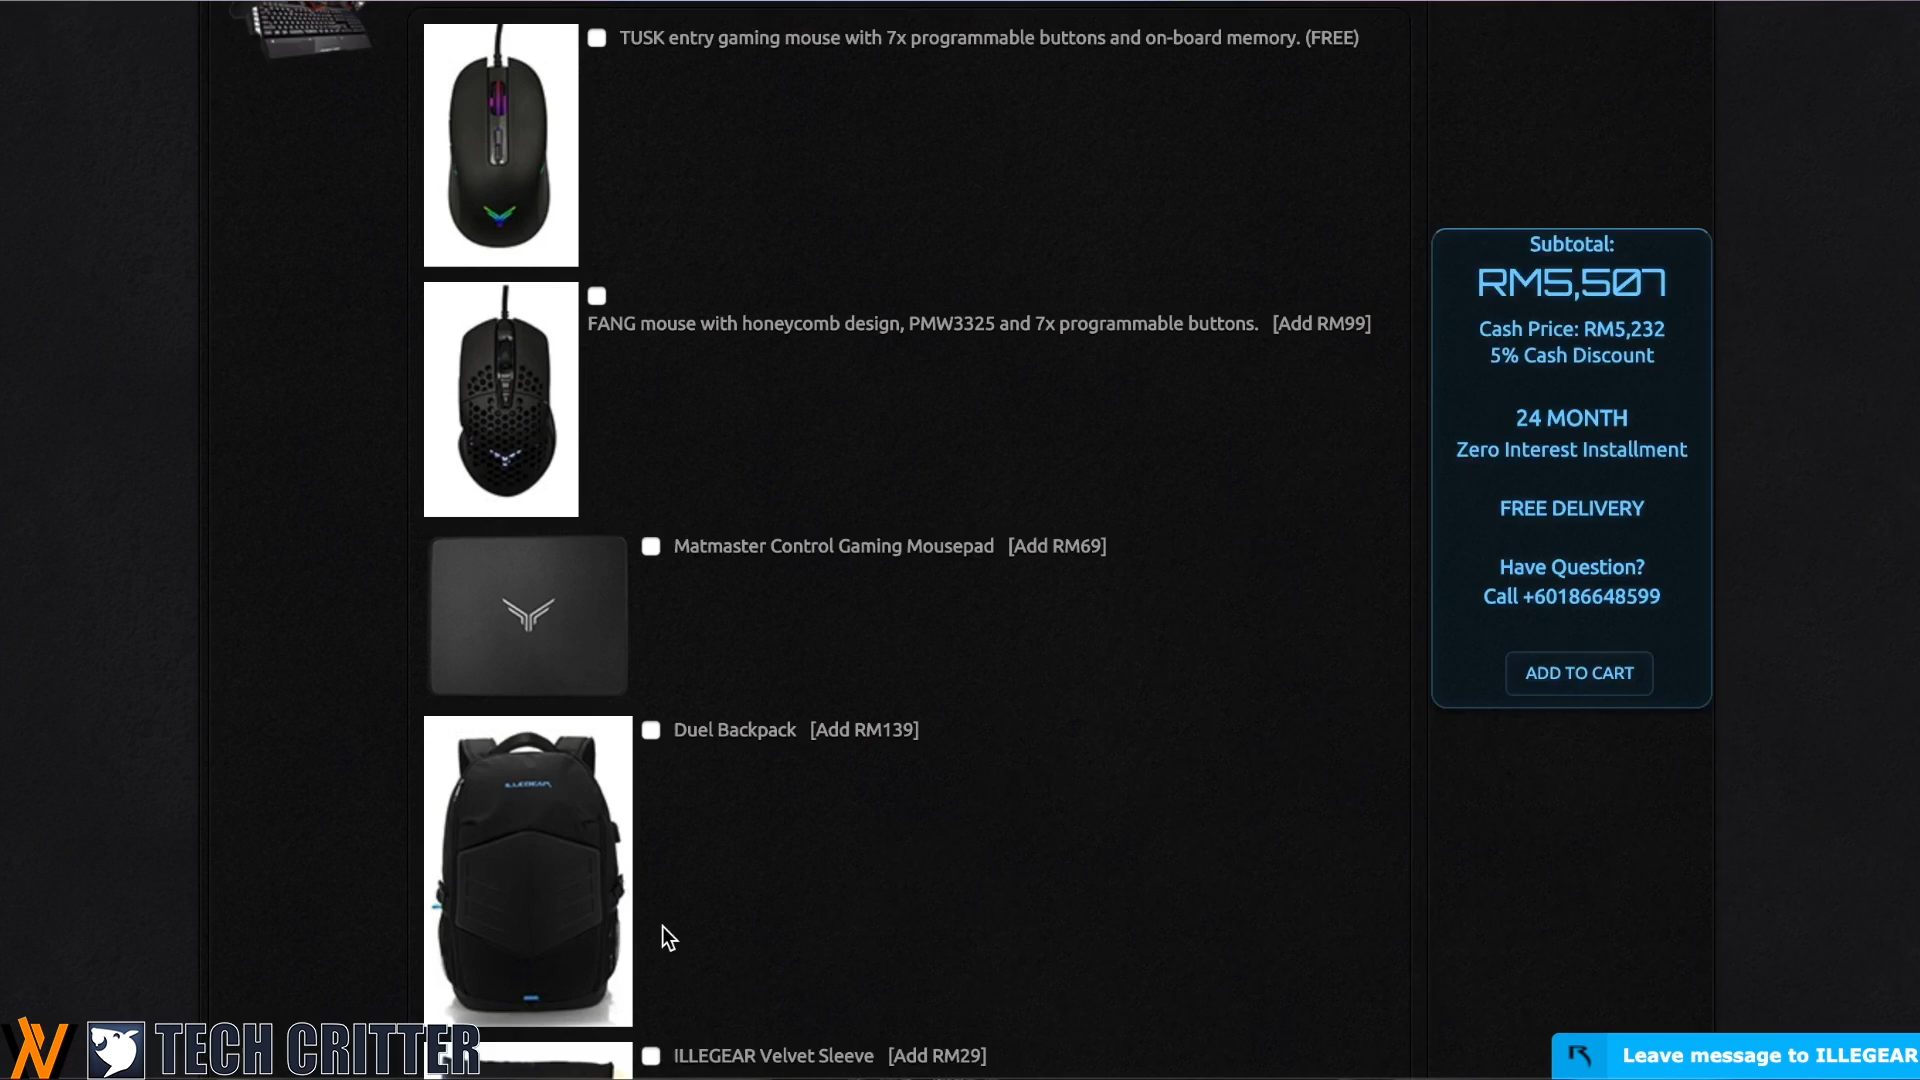 TUSK entry gaming mouse with 7x programmable buttons and on-board memory. (FREE)
FANG mouse with honeycomb design, PMW3325 and 7x programmable buttons. [Add RM99]
Matmaster Control Gaming Mousepad [Add RM69]
Duel Backpack [Add RM139]
ILLEGEAR
ILLEGEAR Velvet Sleeve [Add RM29]
Subtotal:
RM5,507
Cash Price: RM5,232
5% Cash Discount
24 MONTH
Zero Interest Installment
FREE DELIVERY
Have Question?
Call +60186648599
ADD TO CART
TECH CRITTER
Leave message to ILLEGEAR